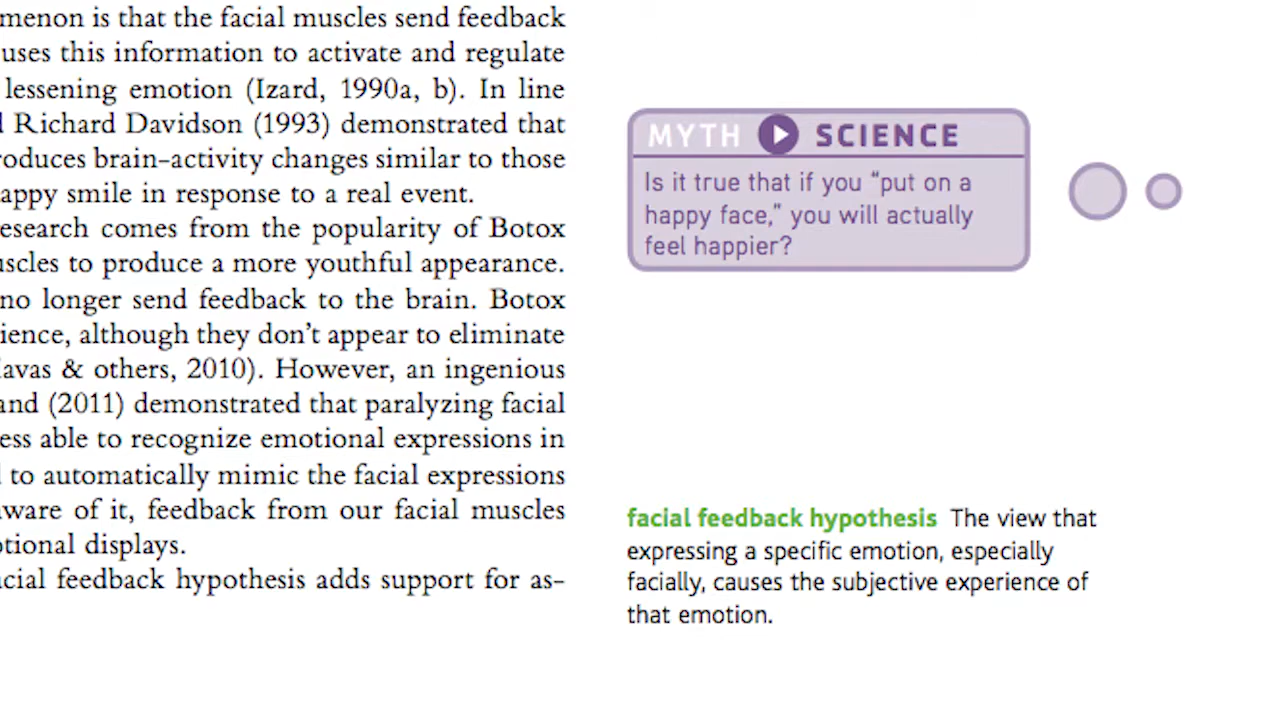 menon is that the facial muscles send feedback
uses this information to activate and regulate
lessening emotion (Izard, 1990a, b). In line
Richard Davidson (1993) demonstrated that
roduces brain-activity changes similar to those
appy smile in response to a real event.
esearch comes from the popularity of Botox
uscles to produce a more youthful appearance.
no longer send feedback to the brain. Botox
ience, although they don't appear to eliminate
avas & others, 2010). However, an ingenious
and (2011) demonstrated that paralyzing facial
ess able to recognize emotional expressions in
to automatically mimic the facial expressions
ware of it, feedback from our facial muscles
otional displays.
cial feedback hypothesis adds support for as-
MYTH SCIENCE
Is it true that if you “put on a
happy face,” you will actually
feel happier?
facial feedback hypothesis The view that
expressing a specific emotion, especially
facially, causes the subjective experience of
that emotion.